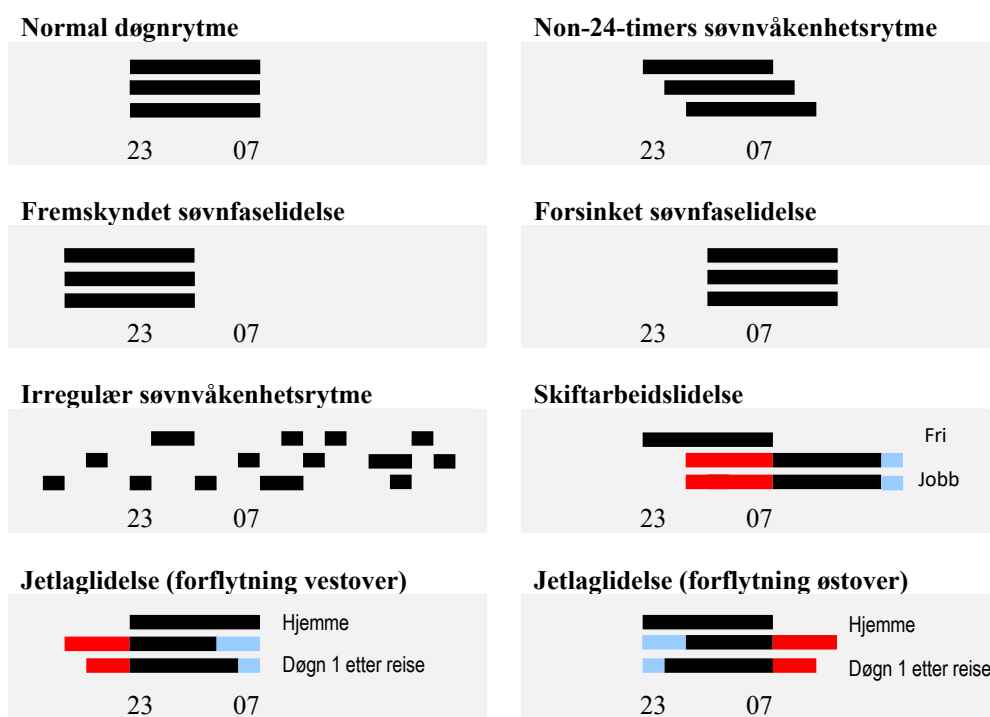 Normal døgnrytme
23 07
Non-24-timers søvnvåkenhetsrytme
23 07
Fremskyndet søvnfaselidelse
23 07
Forsinket søvnfaselidelse
23 07
Irregulær søvnvåkenhetsrytme
23 07
Skiftarbeidslidelse
Fri
Jobb
23 07
Jetlaglidelse (forflytning vestover)
Hjemme
Døgn 1 etter reise
23 07
Jetlaglidelse (forflytning østover)
Hjemme
Døgn 1 etter reise
23 07